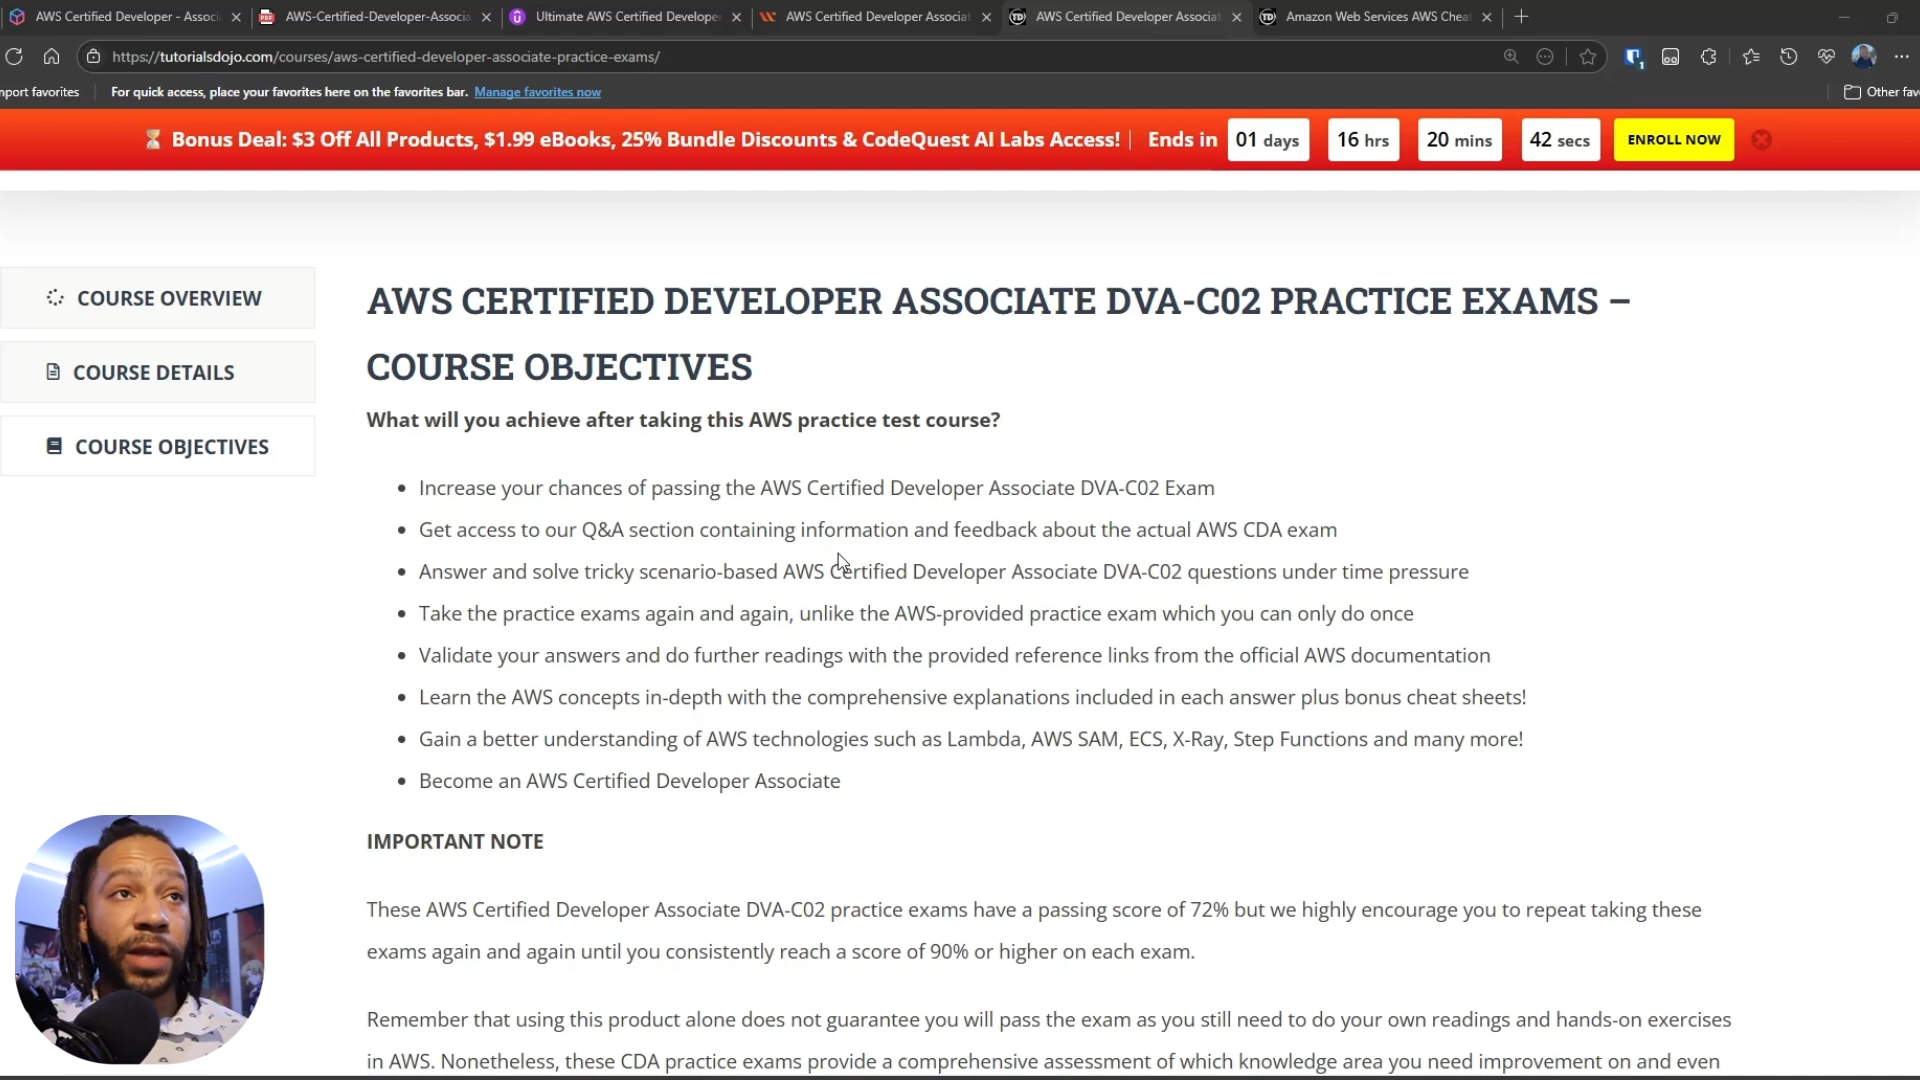 AWS Certified Developer - Associ
AWS-Certified-Developer-Associa
Ultimate AWS Certified Developer
AWS Certified Developer Associat
AWS Certified Developer Associat
Amazon Web Services AWS Chea
https://tutorialsdojo.com/courses/aws-certified-developer-associate-practice-exams/
mport favorites
For quick access, place your favorites here on the favorites bar. Manage favorites now
Other fav
Bonus Deal: $3 Off All Products, $1.99 eBooks, 25% Bundle Discounts & CodeQuest AI Labs Access! | Ends in 01 days 16 hrs 20 mins 42 secs ENROLL NOW
COURSE OVERVIEW
COURSE DETAILS
COURSE OBJECTIVES
AWS CERTIFIED DEVELOPER ASSOCIATE DVA-C02 PRACTICE EXAMS –
COURSE OBJECTIVES
What will you achieve after taking this AWS practice test course?
• Increase your chances of passing the AWS Certified Developer Associate DVA-C02 Exam
• Get access to our Q&A section containing information and feedback about the actual AWS CDA exam
• Answer and solve tricky scenario-based AWS Certified Developer Associate DVA-C02 questions under time pressure
• Take the practice exams again and again, unlike the AWS-provided practice exam which you can only do once
• Validate your answers and do further readings with the provided reference links from the official AWS documentation
• Learn the AWS concepts in-depth with the comprehensive explanations included in each answer plus bonus cheat sheets!
• Gain a better understanding of AWS technologies such as Lambda, AWS SAM, ECS, X-Ray, Step Functions and many more!
• Become an AWS Certified Developer Associate
IMPORTANT NOTE
These AWS Certified Developer Associate DVA-C02 practice exams have a passing score of 72% but we highly encourage you to repeat taking these
exams again and again until you consistently reach a score of 90% or higher on each exam.
Remember that using this product alone does not guarantee you will pass the exam as you still need to do your own readings and hands-on exercises
in AWS. Nonetheless, these CDA practice exams provide a comprehensive assessment of which knowledge area you need improvement on and even